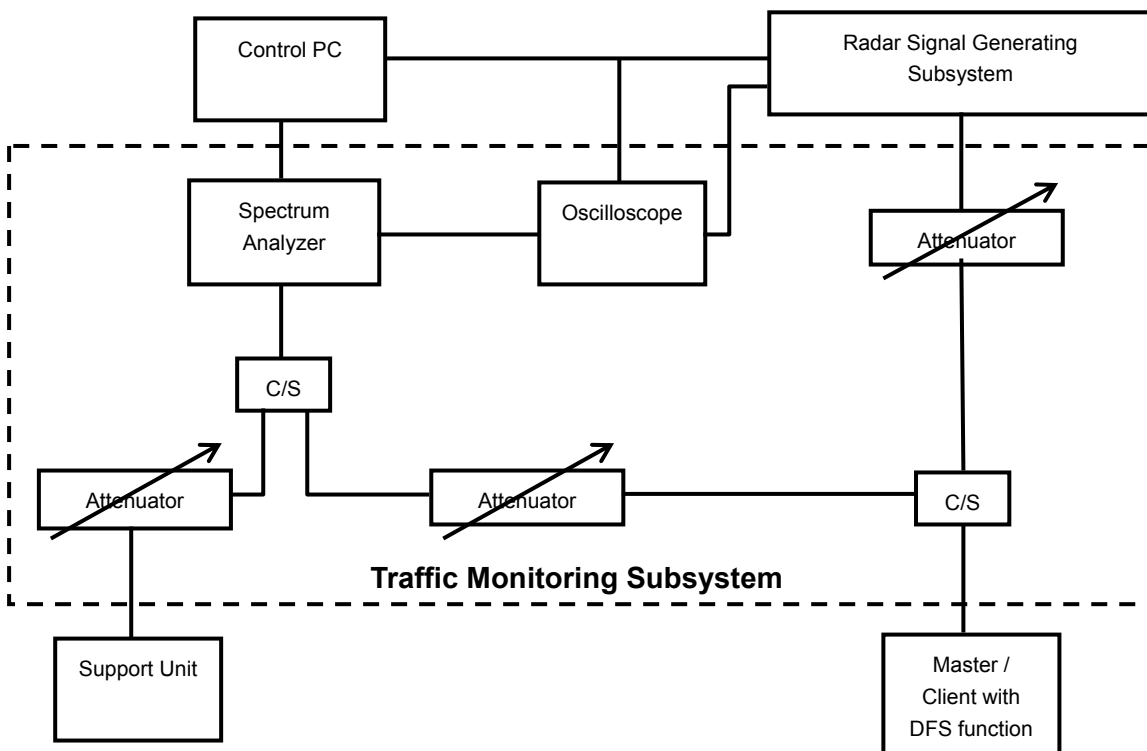 Control PC
Radar Signal Generating
Subsystem
Spectrum
Analyzer
Oscilloscope
Attenuator
C/S
Attenuator
Attenuator
C/S
Traffic Monitoring Subsystem
Support Unit
Master /
Client with
DFS function